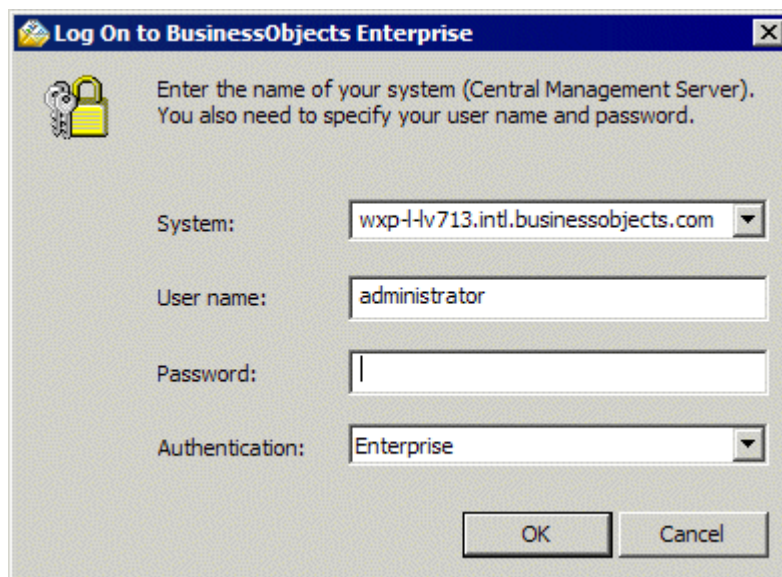 Log On to BusinessObjects Enterprise
Enter the name of your system (Central Management Server).
You also need to specify your user name and password.
System: wxp-l-lv713.intl.businessobjects.com
User name: administrator
Password:
Authentication: Enterprise
OK Cancel